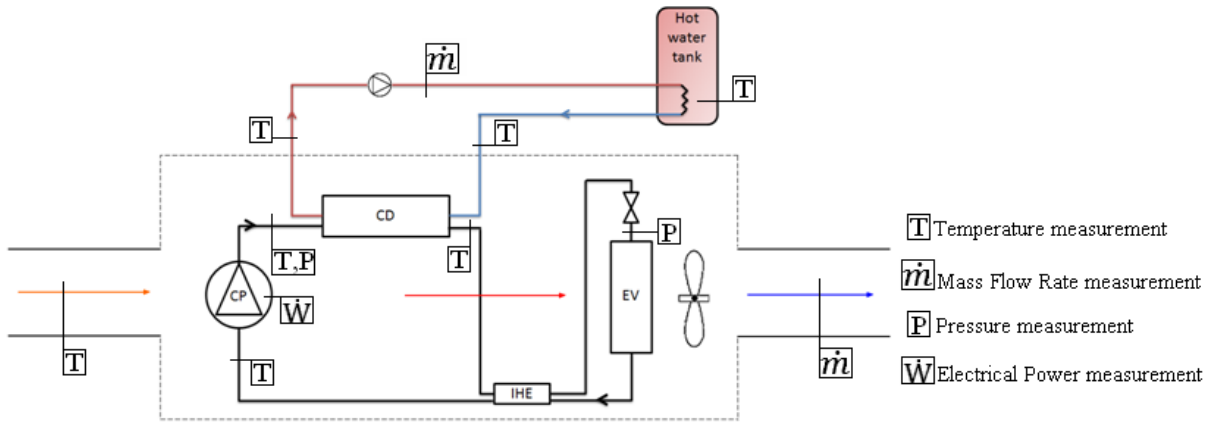 Hot
water
tank
ṁ
T
T
T
CD
T,P
T
P
CP
Ẇ
EV
T
T
IHE
ṁ
T Temperature measurement
ṁ Mass Flow Rate measurement
P Pressure measurement
Ẇ Electrical Power measurement